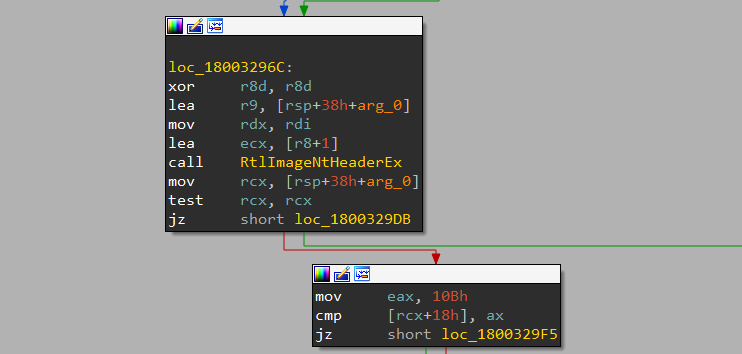 loc_18003296C:
xor r8d, r8d
lea r9, [rsp+38h+arg_0]
mov rdx, rdi
lea ecx, [r8+1]
call RtlImageNtHeaderEx
mov rcx, [rsp+38h+arg_0]
test rcx, rcx
jz short loc_1800329DB
mov eax, 10Bh
cmp [rcx+18h], ax
jz short loc_1800329F5